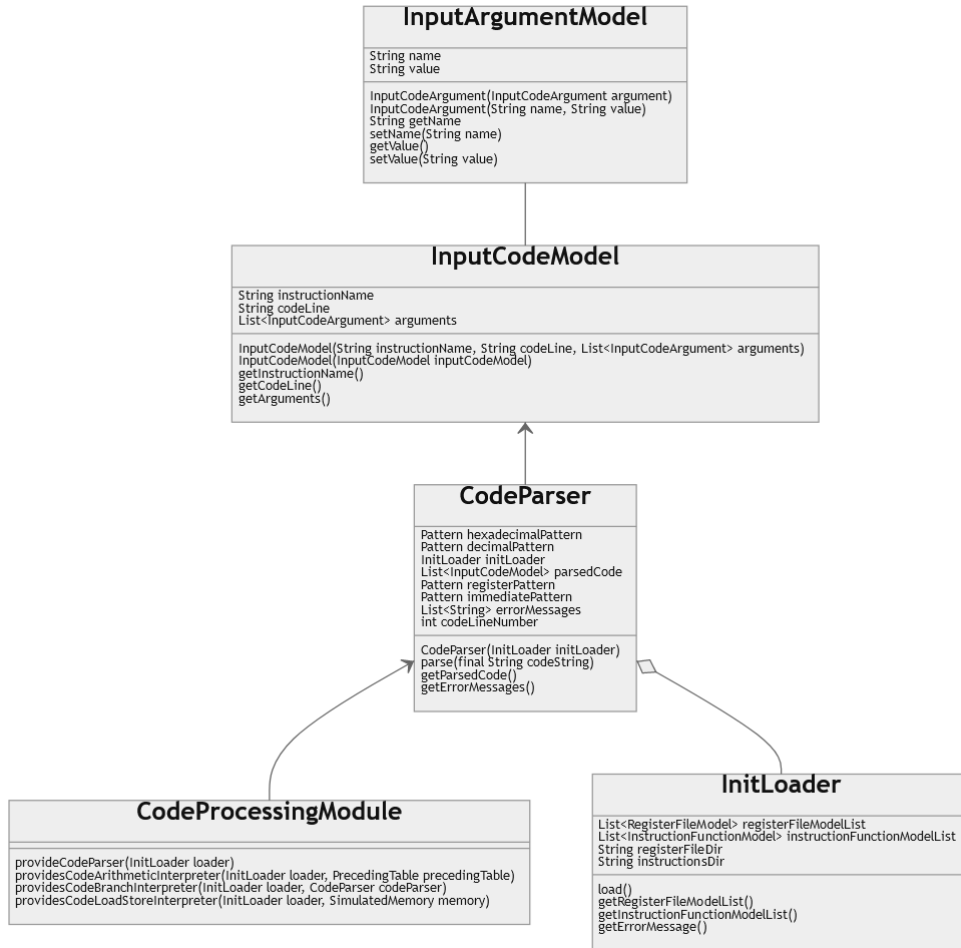 InputArgumentModel
String name
String value
InputCodeArgument(InputCodeArgument argument)
InputCodeArgument(String name, String value)
String getName
setName(String name)
getValue()
setValue(String value)
InputCodeModel
String instructionName
String codeLine
List<InputCodeArgument> arguments
InputCodeModel(String instructionName, String codeLine, List<InputCodeArgument> arguments)
InputCodeModel(InputCodeModel inputCodeModel)
getInstructionName()
getCodeLine()
getArguments()
CodeParser
Pattern hexadecimalPattern
Pattern decimalPattern
InitLoader initLoader
List<InputCodeModel> parsedCode
Pattern registerPattern
Pattern immediatePattern
List<String> errorMessages
int codeLineNumber
CodeParser(InitLoader initLoader)
parse(final String codeString)
getParsedCode()
getErrorMessages()
CodeProcessingModule
provideCodeParser(InitLoader loader)
providesCodeArithmeticInterpreter(InitLoader loader, PrecedingTable precedingTable)
providesCodeBranchInterpreter(InitLoader loader, CodeParser codeParser)
providesCodeLoadStoreInterpreter(InitLoader loader, SimulatedMemory memory)
InitLoader
List<RegisterFileModel> registerFileModelList
List<InstructionFunctionModel> instructionFunctionModelList
String registerFileDir
String instructionsDir
load()
getRegisterFileModelList()
getInstructionFunctionModelList()
getErrorMessage()